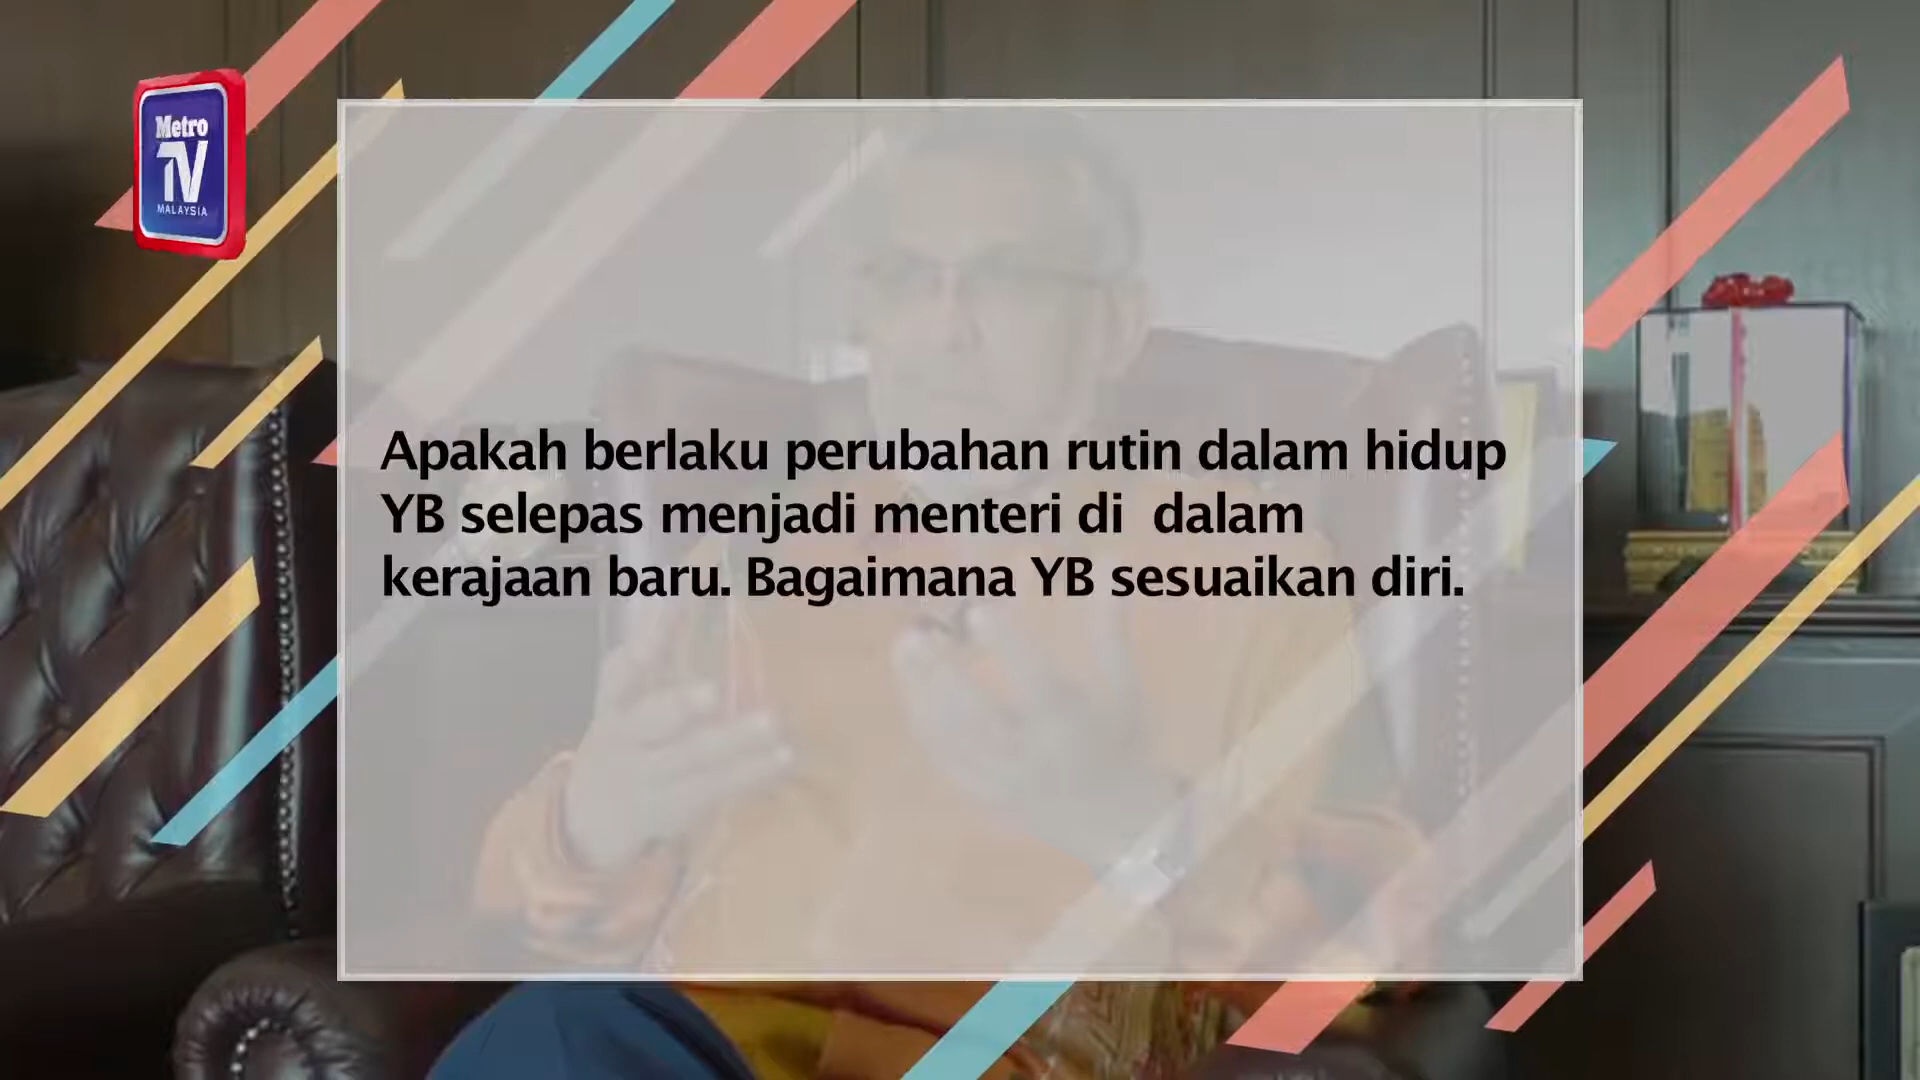 Metro
TV
MALAYSIA
Apakah berlaku perubahan rutin dalam hidup
YB selepas menjadi menteri di  dalam
kerajaan baru. Bagaimana YB sesuaikan diri.